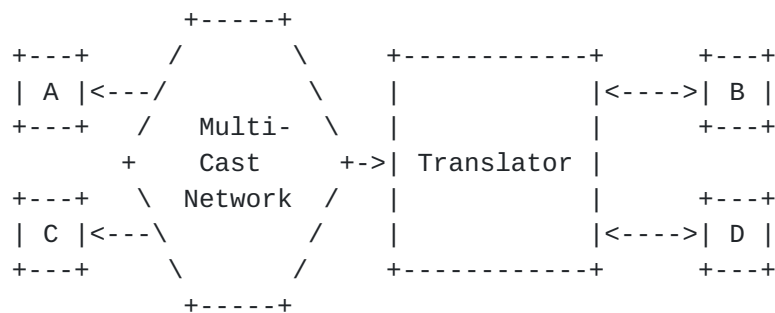 +-----+
+---+ / \ +------------+ +---+
| A |<---/ \ | |<---->| B |
+---+ / Multi- \ | | +---+
+ Cast +->| Translator |
+---+ \ Network / | | +---+
| C |<---\ / | |<---->| D |
+---+ \ / +------------+ +---+
+-----+